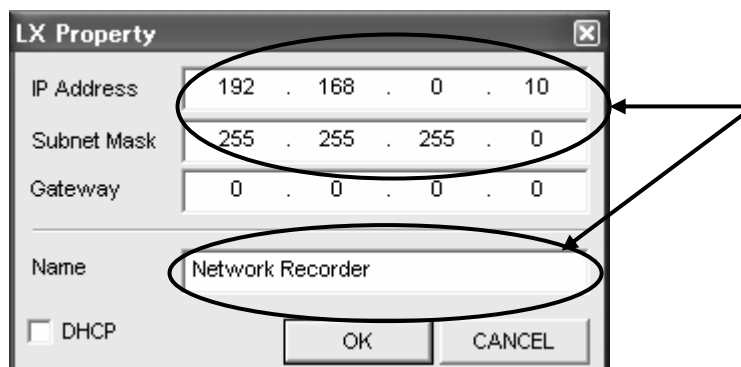 LX Property
IP Address 192 . 168 . 0 . 10
Subnet Mask 255 . 255 . 255 . 0
Gateway 0 . 0 . 0 . 0
Name Network Recorder
DHCP OK CANCEL